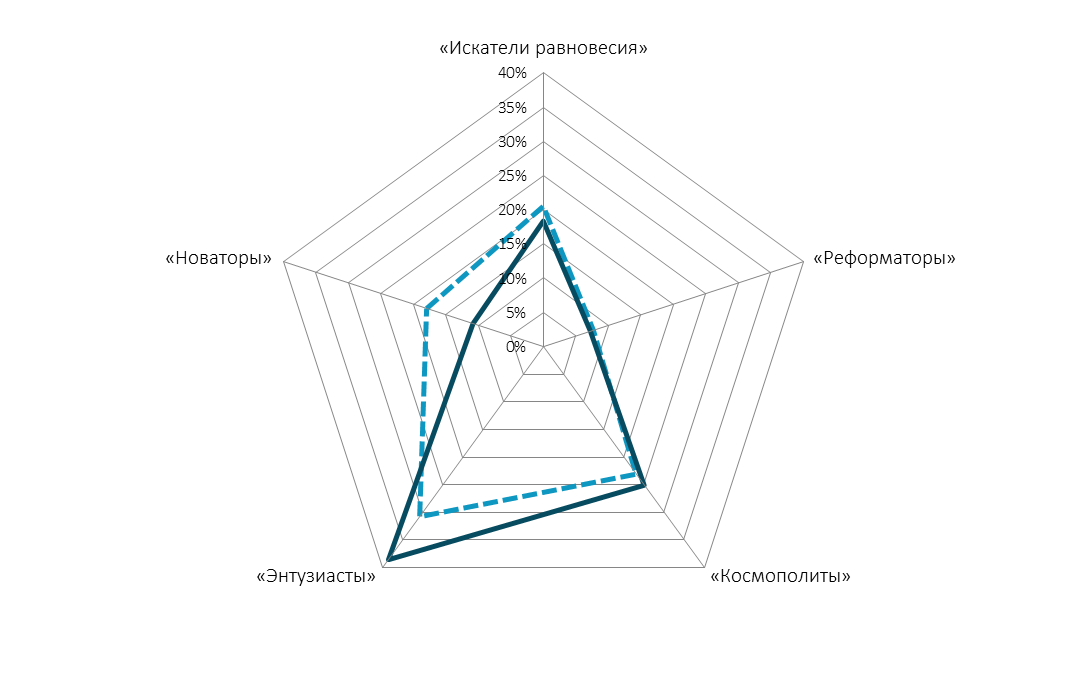 «Искатели равновесия»
40%
35%
30%
25%
20%
15%
10%
5%
0%
«Новаторы»
«Реформаторы»
«Энтузиасты»
«Космополиты»